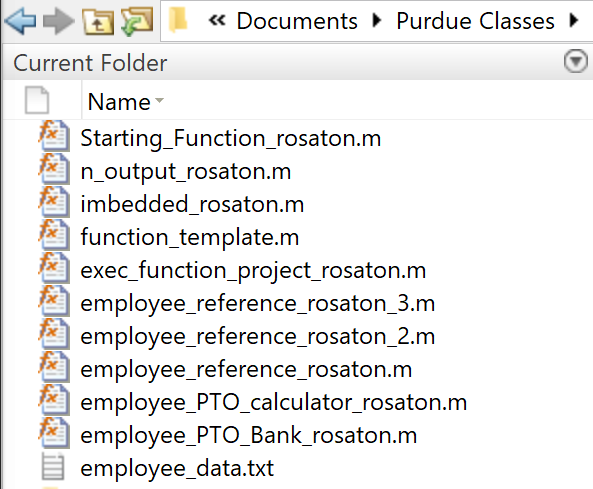 « Documents Purdue Classes
Current Folder
Name
Starting_Function_rosaton.m
n_output_rosaton.m
imbedded_rosaton.m
function_template.m
exec_function_project_rosaton.m
employee_reference_rosaton_3.m
employee_reference_rosaton_2.m
employee_reference_rosaton.m
employee_PTO_calculator_rosaton.m
employee_PTO_Bank_rosaton.m
employee_data.txt